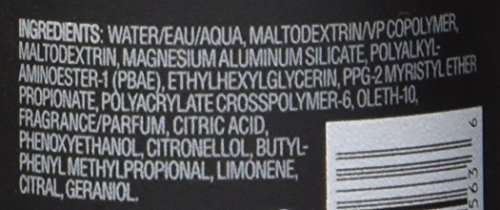 INGREDIENTS: WATER/EAU/AQUA, MALTODEXTRIN/VP COPOLYMER,
MALTODEXTRIN, MAGNESIUM ALUMINUM SILICATE, POLYALKYL-
AMINOESTER-1 (PBAE), ETHYLHEXYLGLYCERIN, PPG-2 MYRISTYL ETHER
PROPIONATE, POLYACRYLATE CROSSPOLYMER-6, OLETH-10,
FRAGRANCE/PARFUM, CITRIC ACID,
PHENOXYETHANOL, CITRONELLOL, BUTYL-
PHENYL METHYLPROPIONAL, LIMONENE,
CITRAL, GERANIOL.
563 6